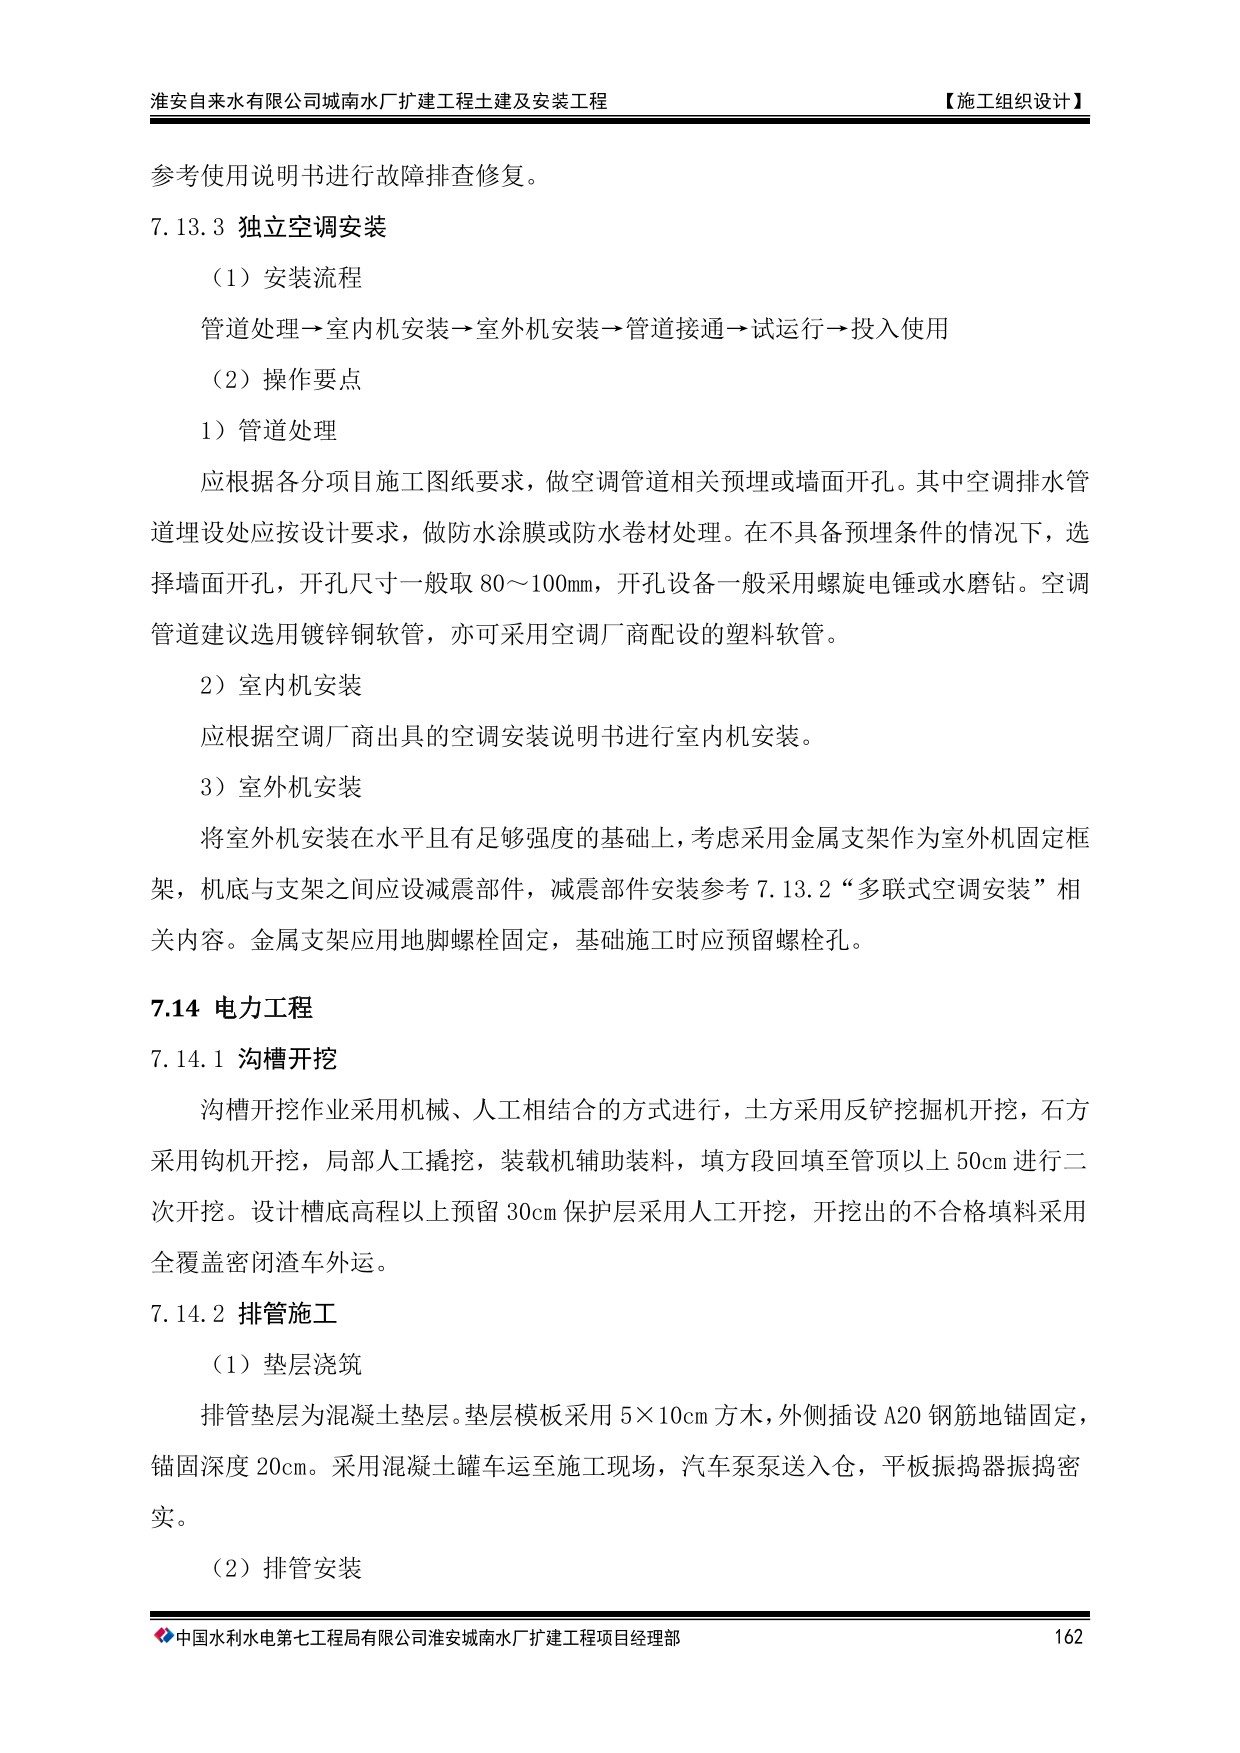 淮安自来水有限公司城南水厂扩建工程土建及安装工程 【施工组织设计】
参考使用说明书进行故障排查修复。
7.13.3 独立空调安装
（1）安装流程
管道处理→室内机安装→室外机安装→管道接通→试运行→投入使用
（2）操作要点
1）管道处理
应根据各分项目施工图纸要求，做空调管道相关预埋或墙面开孔。其中空调排水管
道埋设处应按设计要求，做防水涂膜或防水卷材处理。在不具备预埋条件的情况下，选
择墙面开孔，开孔尺寸一般取 80～100mm，开孔设备一般采用螺旋电锤或水磨钻。空调
管道建议选用镀锌铜软管，亦可采用空调厂商配设的塑料软管。
2）室内机安装
应根据空调厂商出具的空调安装说明书进行室内机安装。
3）室外机安装
将室外机安装在水平且有足够强度的基础上，考虑采用金属支架作为室外机固定框
架，机底与支架之间应设减震部件，减震部件安装参考 7.13.2“多联式空调安装”相
关内容。金属支架应用地脚螺栓固定，基础施工时应预留螺栓孔。
7.14 电力工程
7.14.1 沟槽开挖
沟槽开挖作业采用机械、人工相结合的方式进行，土方采用反铲挖掘机开挖，石方
采用钩机开挖，局部人工撬挖，装载机辅助装料，填方段回填至管顶以上 50cm 进行二
次开挖。设计槽底高程以上预留 30cm 保护层采用人工开挖，开挖出的不合格填料采用
全覆盖密闭渣车外运。
7.14.2 排管施工
（1）垫层浇筑
排管垫层为混凝土垫层。垫层模板采用 5×10cm 方木，外侧插设 A20 钢筋地锚固定，
锚固深度 20cm。采用混凝土罐车运至施工现场，汽车泵泵送入仓，平板振捣器振捣密
实。
（2）排管安装
中国水利水电第七工程局有限公司淮安城南水厂扩建工程项目经理部 162